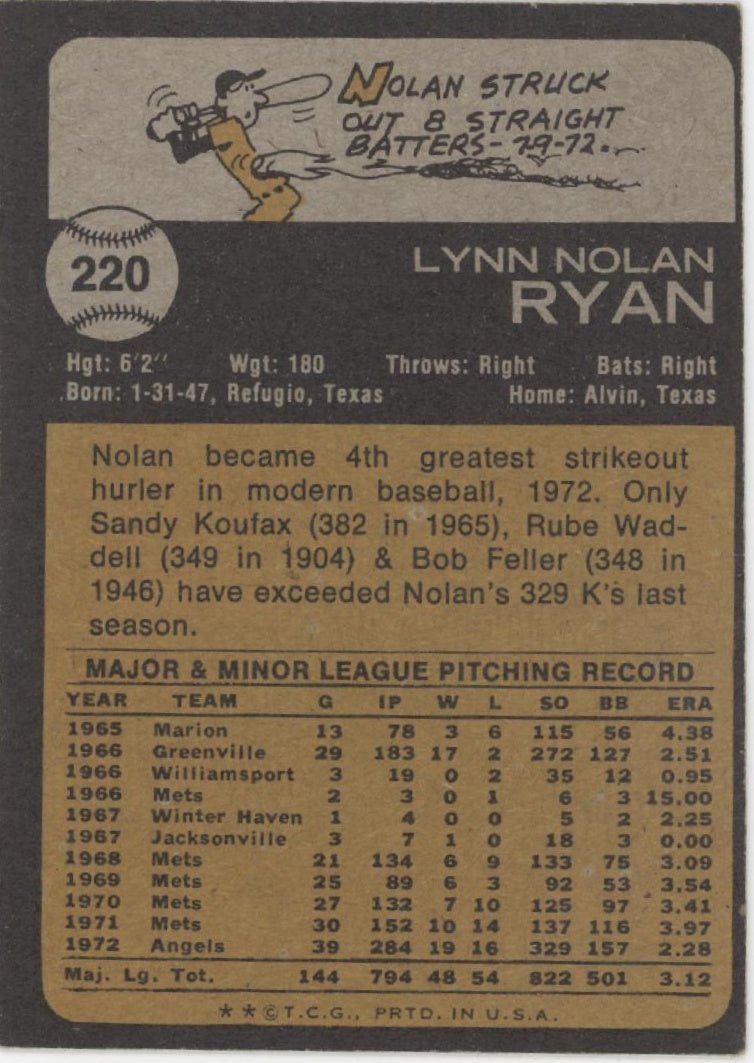 NOLAN STRUCK
OUT 8 STRAIGHT
BATTERS - 7-9-72.
220
LYNN NOLAN
RYAN
Hgt: 6'2" Wgt: 180 Throws: Right Bats: Right
Born: 1-31-47, Refugio, Texas Home: Alvin, Texas
Nolan became 4th greatest strikeout
hurler in modern baseball, 1972. Only
Sandy Koufax (382 in 1965), Rube Wad-
dell (349 in 1904) & Bob Feller (348 in
1946) have exceeded Nolan's 329 K's last
season.
MAJOR & MINOR LEAGUE PITCHING RECORD
YEAR TEAM G IP W L SO BB ERA
1965 Marion 13 78 3 6 115 56 4.38
1966 Greenville 29 183 17 2 272 127 2.51
1966 Williamsport 3 19 0 2 35 12 0.95
1966 Mets 2 3 0 1 6 3 15.00
1967 Winter Haven 1 4 0 0 5 2 2.25
1967 Jacksonville 3 7 1 0 18 3 0.00
1968 Mets 21 134 6 9 133 75 3.09
1969 Mets 25 89 6 3 92 53 3.54
1970 Mets 27 132 7 10 125 97 3.41
1971 Mets 30 152 10 14 137 116 3.97
1972 Angels 39 284 19 16 329 157 2.28
Maj. Lg. Tot. 144 794 48 54 822 501 3.12
**©T.C.G., PRTD. IN U.S.A.